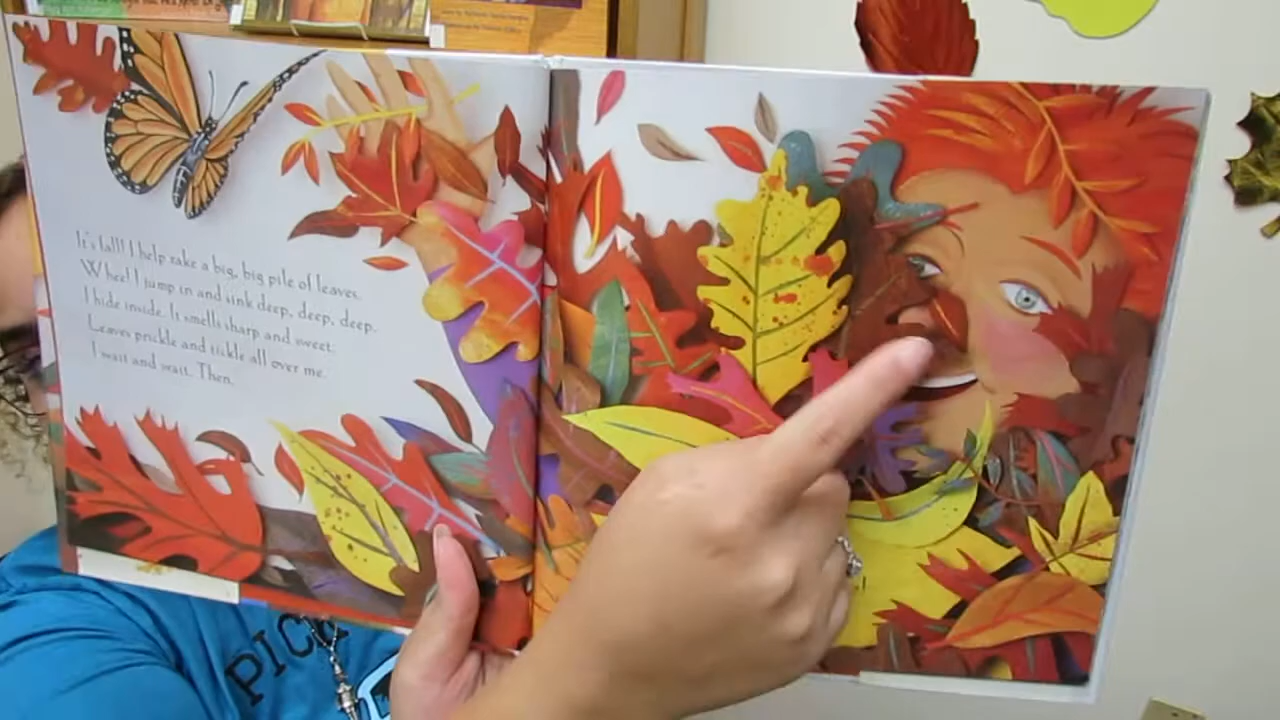 It's fall! I help rake a big, big pile of leaves.
Whee! I jump in and sink deep, deep, deep.
I hide inside. It smells sharp and sweet.
Leaves prickle and tickle all over me.
I wait and wait. Then,
PICK